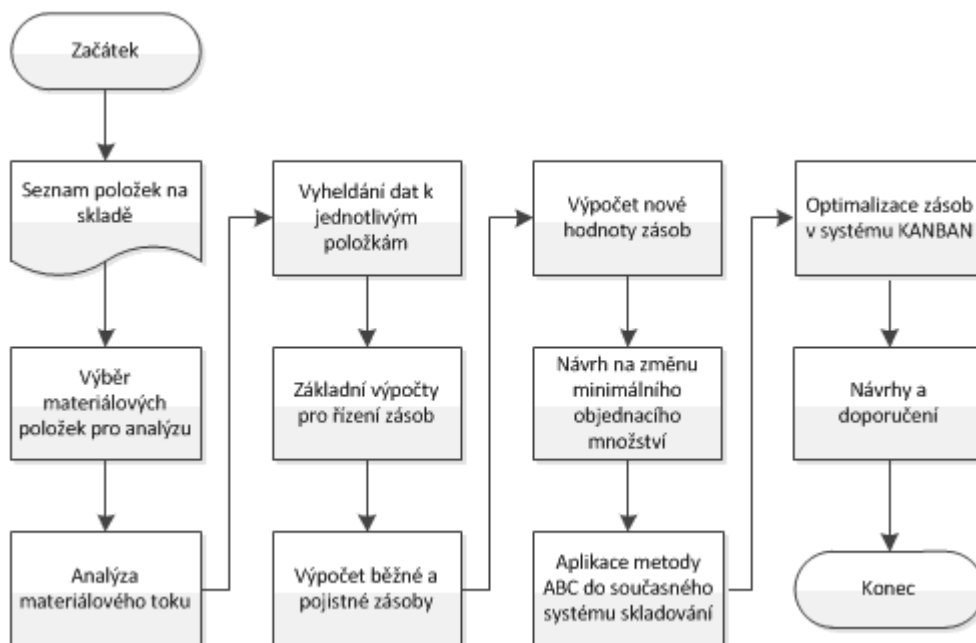 Začátek
Seznam položek na
skladě
Výběr
materiálových
položek pro analýzu
Analýza
materiálového toku
Vyheldání dat k
jednotlivým
položkám
Základní výpočty
pro řízení zásob
Výpočet běžné a
pojistné zásoby
Výpočet nové
hodnoty zásob
Návrh na změnu
minimálního
objednacího
množství
Aplikace metody
ABC do současného
systému skladování
Optimalizace zásob
v systému KANBAN
Návrhy a
doporučení
Konec